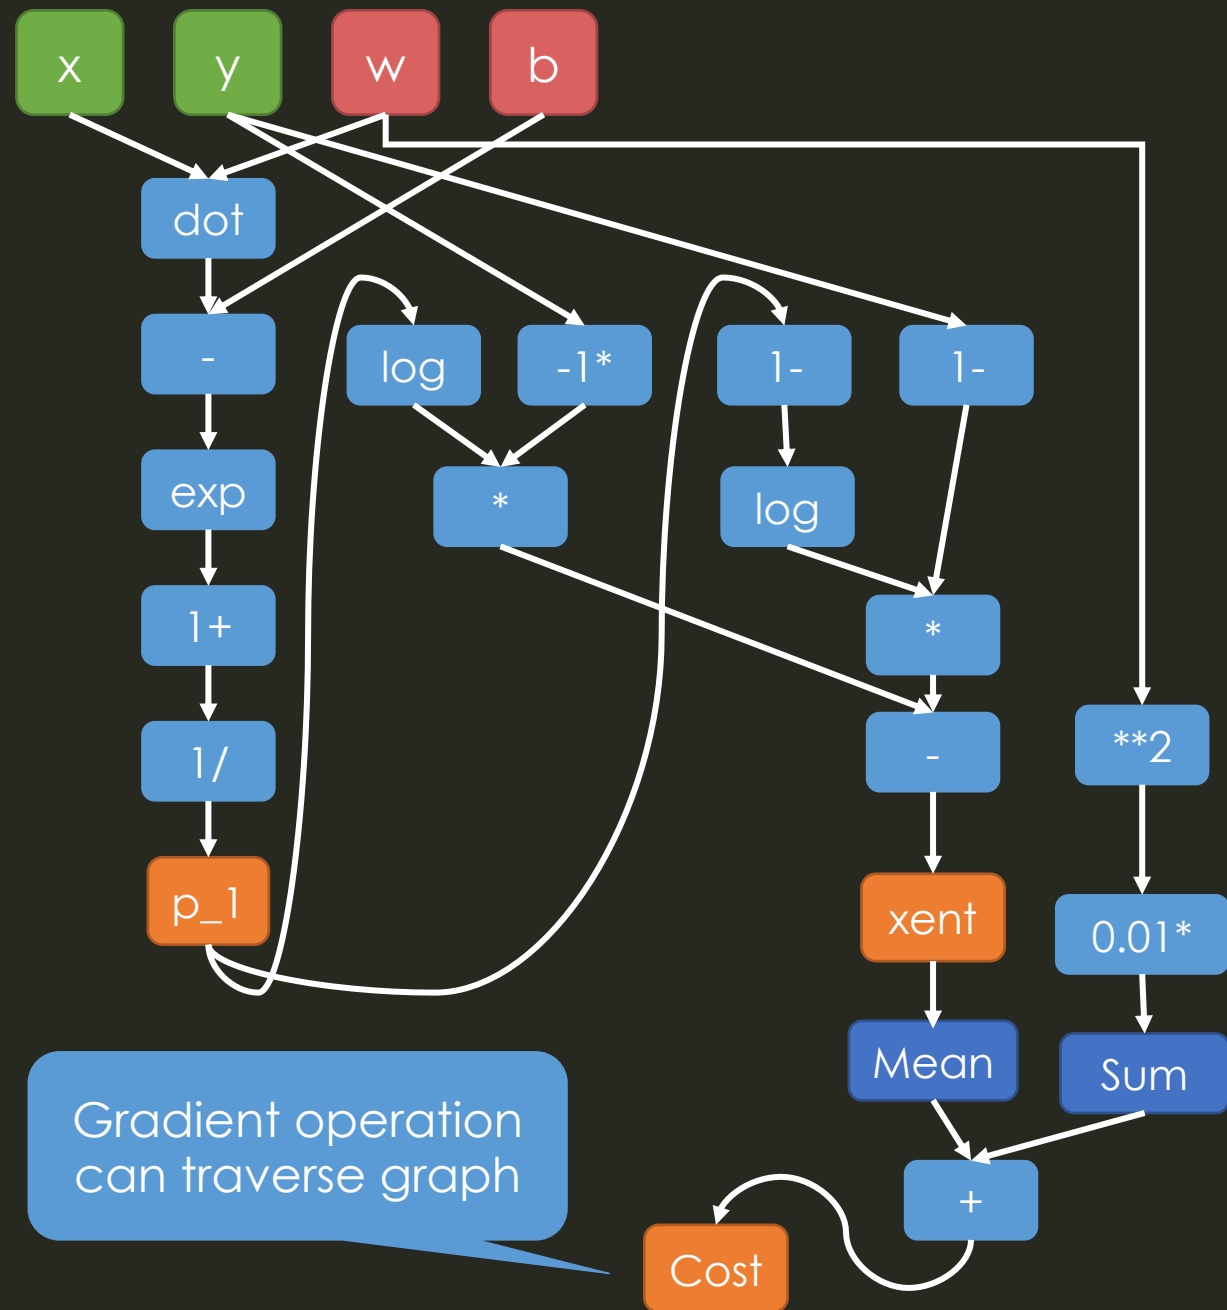 x
y
w
b
dot
-
log
-1*
1-
1-
exp
*
log
1+
*
1/
-
**2
p_1
xent
0.01*
Mean
Sum
Gradient operation
can traverse graph
+
Cost